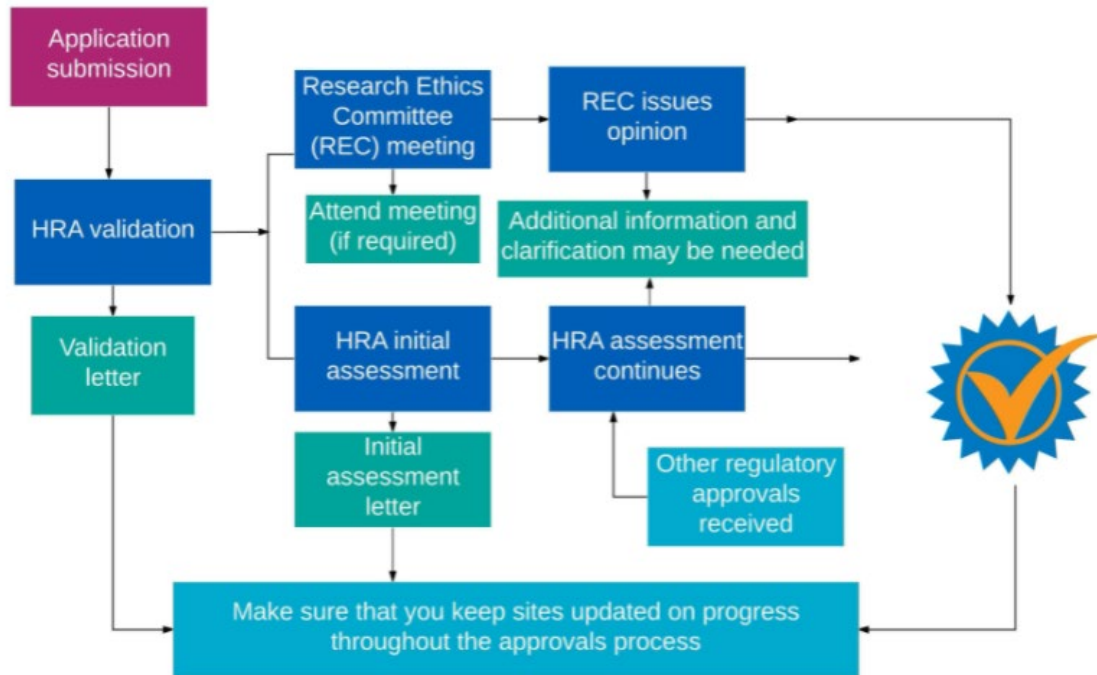 Application
submission
Research Ethics
Committee
(REC) meeting
REC issues
opinion
HRA validation
Attend meeting
(if required)
Additional information and
clarification may be needed
Validation
letter
HRA initial
assessment
HRA assessment
continues
Initial
assessment
letter
Other regulatory
approvals
received
Make sure that you keep sites updated on progress
throughout the approvals process